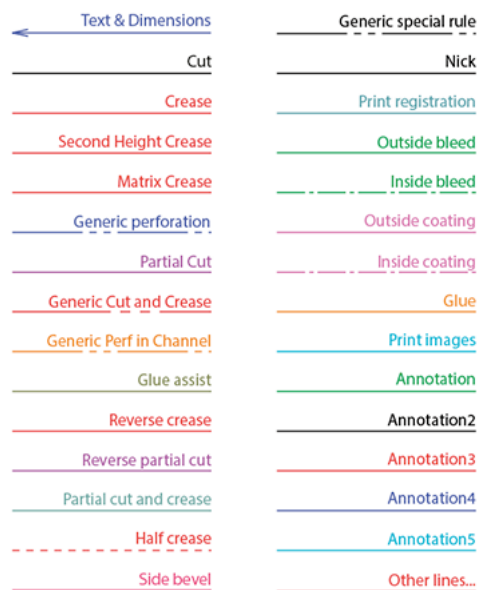 Text & Dimensions
Cut
Crease
Second Height Crease
Matrix Crease
Generic perforation
Partial Cut
Generic Cut and Crease
Generic Perf in Channel
Glue assist
Reverse crease
Reverse partial cut
Partial cut and crease
Half crease
Side bevel
Generic special rule
Nick
Print registration
Outside bleed
Inside bleed
Outside coating
Inside coating
Glue
Print images
Annotation
Annotation2
Annotation3
Annotation4
Annotation5
Other lines...